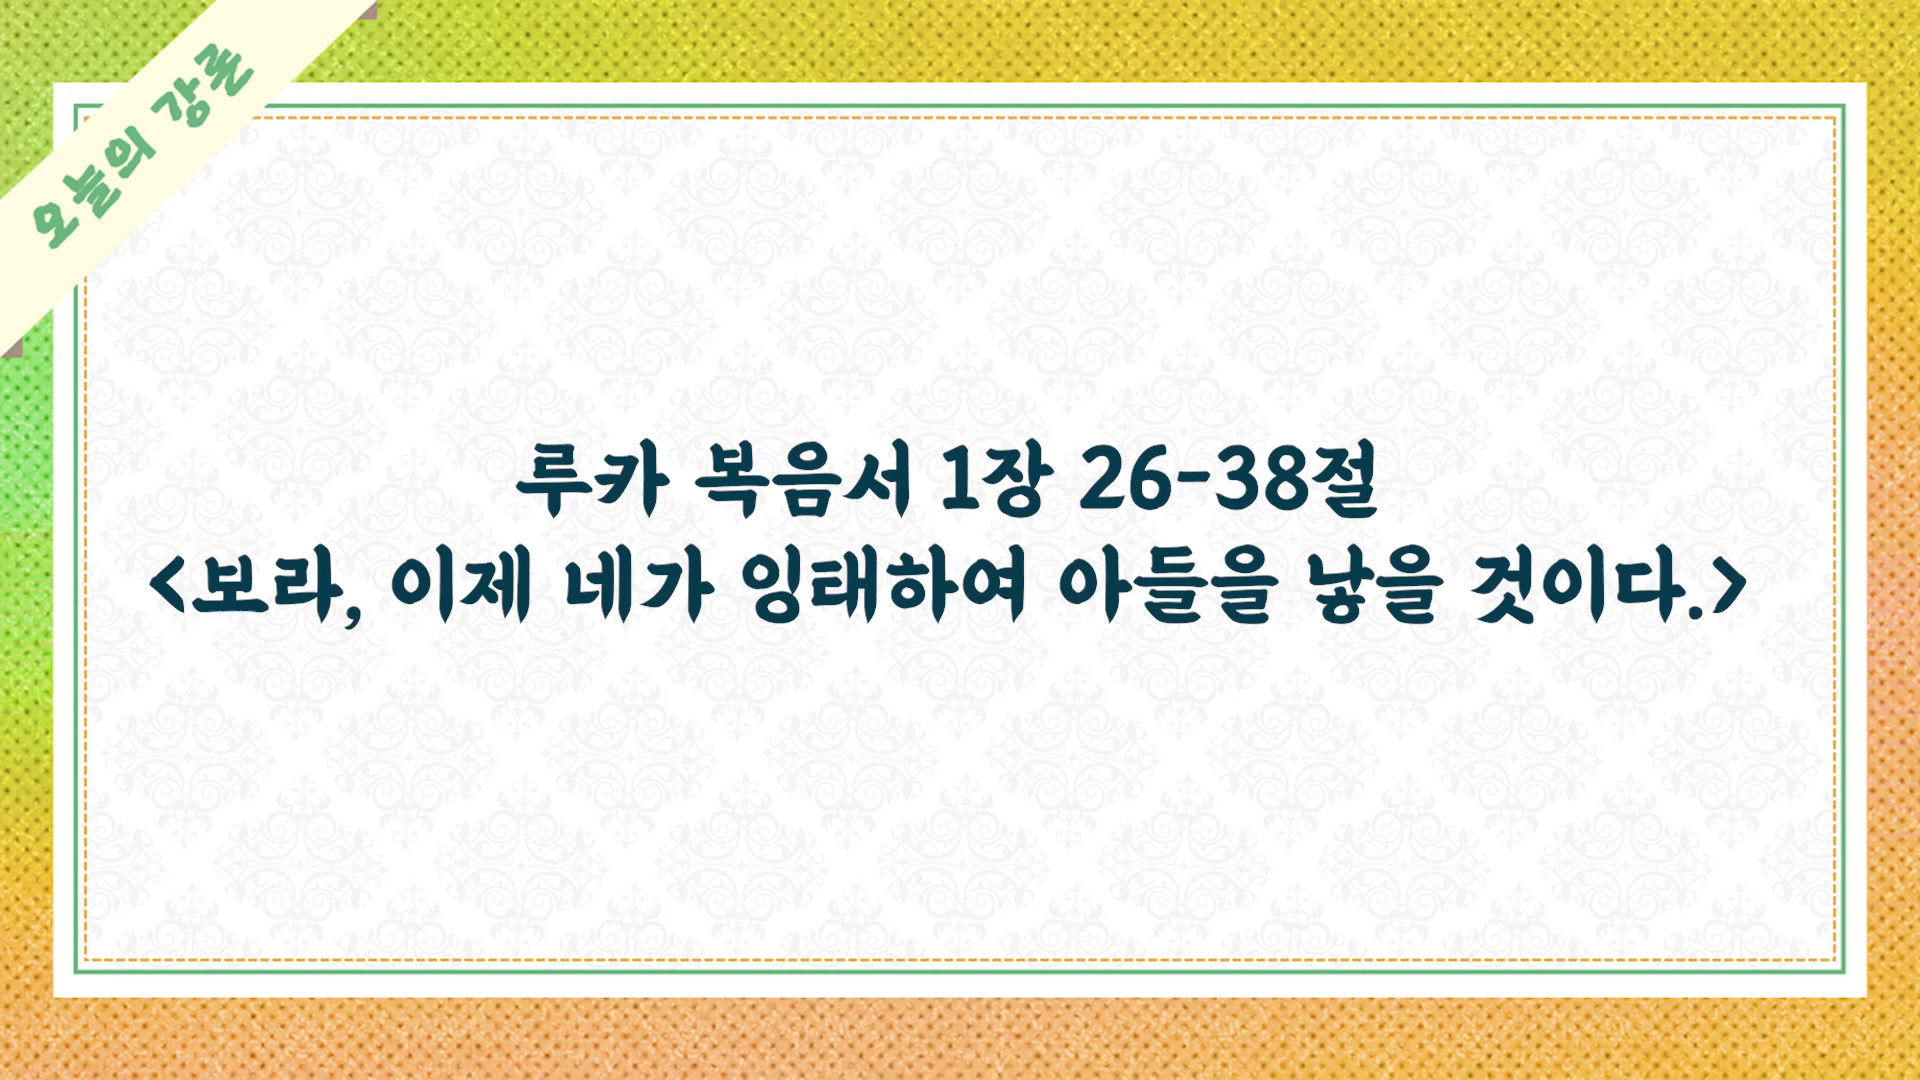 오늘의 강론
루카 복음서 1장 26-38절
<보라, 이제 네가 잉태하여 아들을 낳을 것이다.>